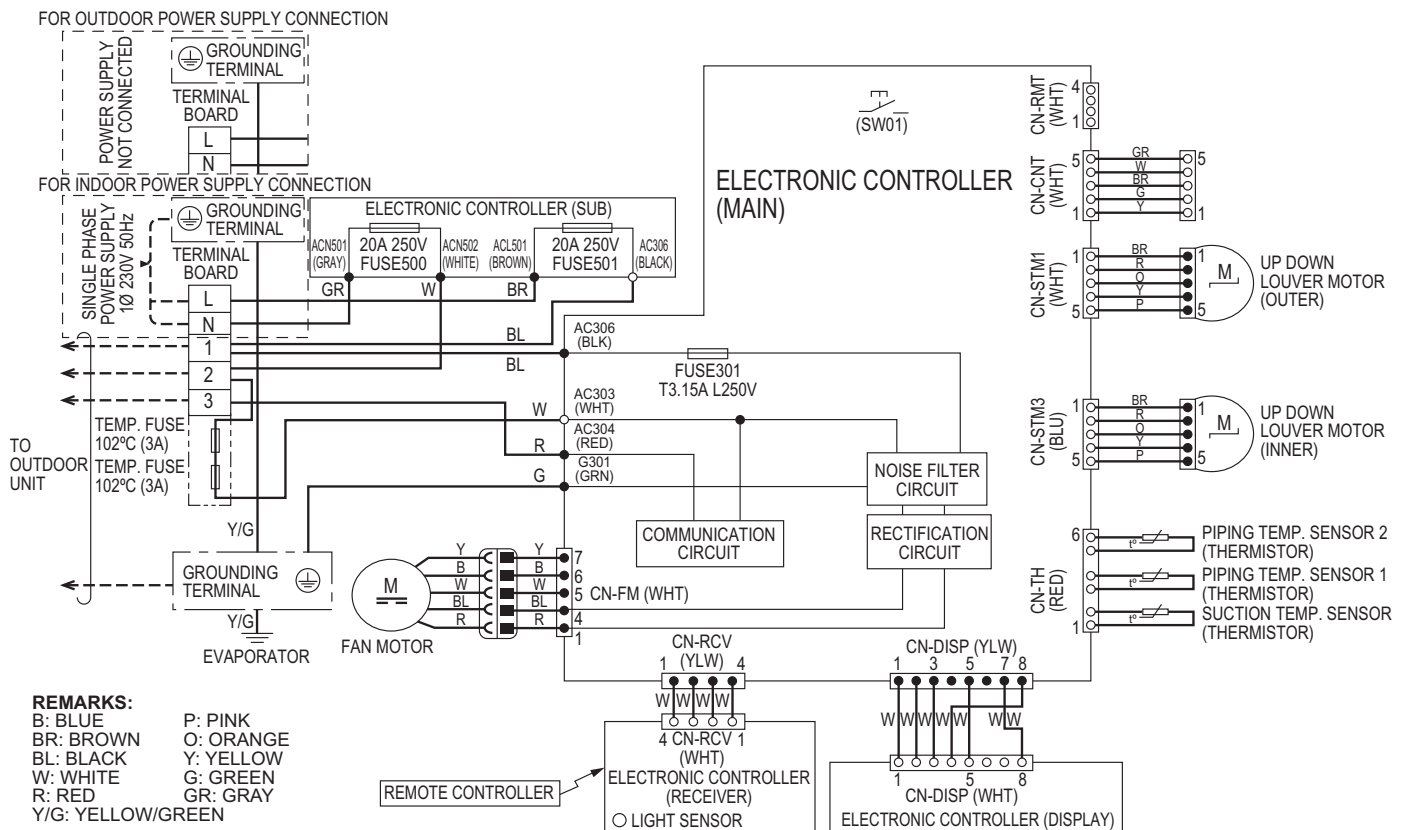 FOR OUTDOOR POWER SUPPLY CONNECTION
POWER SUPPLY
NOT CONNECTED
GROUNDING
TERMINAL
TERMINAL
BOARD
L
N
FOR INDOOR POWER SUPPLY CONNECTION
SINGLE PHASE
POWER SUPPLY
1Ø 230V 50Hz
GROUNDING
TERMINAL
TERMINAL
BOARD
L
N
1
2
3
ELECTRONIC CONTROLLER (SUB)
ACN501
(GRAY)
20A 250V
FUSE500
ACN502
(WHITE)
ACL501
(BROWN)
20A 250V
FUSE501
AC306
(BLACK)
GR
W
BR
BL
BL
W
R
G
AC306
(BLK)
AC303
(WHT)
AC304
(RED)
G301
(GRN)
TEMP. FUSE
102ºC (3A)
TEMP. FUSE
102ºC (3A)
TO
OUTDOOR
UNIT
Y/G
GROUNDING
TERMINAL
Y/G
EVAPORATOR
(SW01)
ELECTRONIC CONTROLLER
(MAIN)
FUSE301
T3.15A L250V
NOISE FILTER
CIRCUIT
COMMUNICATION
CIRCUIT
RECTIFICATION
CIRCUIT
M
FAN MOTOR
Y Y 7
B B 6
W W 5
BL BL 4
R R 1
CN-FM (WHT)
CN-RMT
(WHT)
4
1
CN-CNT
(WHT)
5 GR 5
W
BR
G
1 Y 1
CN-STM1
(WHT)
1 BR 1
R
O
Y
5 P 5
M
UP DOWN
LOUVER MOTOR
(OUTER)
CN-STM3
(BLU)
1 BR 1
R
O
Y
5 P 5
M
UP DOWN
LOUVER MOTOR
(INNER)
CN-TH
(RED)
6
1
tº
PIPING TEMP. SENSOR 2
(THERMISTOR)
tº
PIPING TEMP. SENSOR 1
(THERMISTOR)
tº
SUCTION TEMP. SENSOR
(THERMISTOR)
CN-RCV
(YLW)
1 4
W W W W
4 CN-RCV 1
(WHT)
ELECTRONIC CONTROLLER
(RECEIVER)
LIGHT SENSOR
REMOTE CONTROLLER
CN-DISP (YLW)
1 3 5 7 8
W W W W W W W
1 5 8
CN-DISP (WHT)
ELECTRONIC CONTROLLER (DISPLAY)
REMARKS:
B: BLUE P: PINK
BR: BROWN O: ORANGE
BL: BLACK Y: YELLOW
W: WHITE G: GREEN
R: RED GR: GRAY
Y/G: YELLOW/GREEN